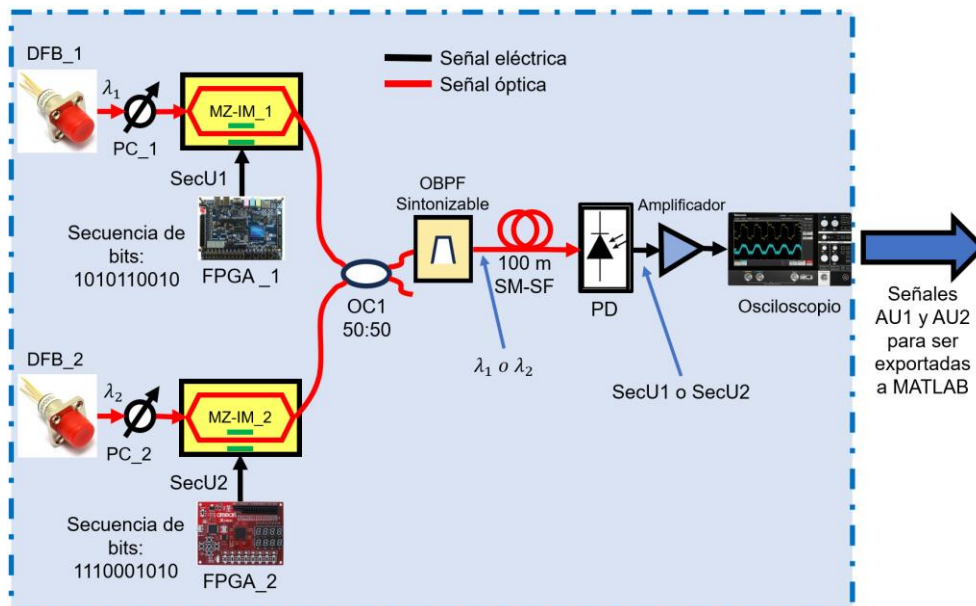 DFB_1
λ1
PC_1
MZ-IM_1
SecU1
Secuencia de
bits:
1010110010
FPGA _1
Señal eléctrica
Señal óptica
OBPF
Sintonizable
OC1
50:50
100 m
SM-SF
λ1 o λ2
PD
Amplificador
SecU1 o SecU2
Osciloscopio
Señales
AU1 y AU2
para ser
exportadas
a MATLAB
DFB_2
λ2
PC_2
MZ-IM_2
SecU2
Secuencia de
bits:
1110001010
FPGA_2